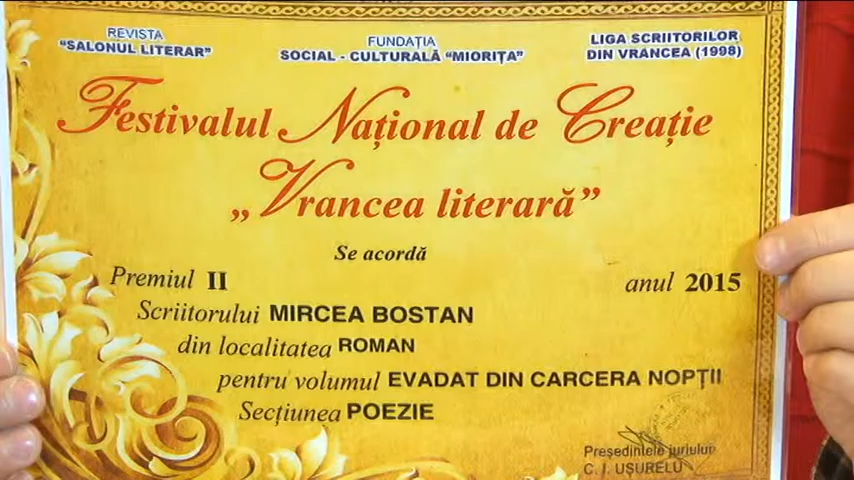 REVISTA
"SALONUL LITERAR"
FUNDAȚIA
SOCIAL - CULTURALĂ "MIORIȚA"
LIGA SCRIITORILOR
DIN VRANCEA (1998)
Festivalul Național de Creație
„Vrancea literară”
Se acordă
Premiul II anul 2015
Scriitorului MIRCEA BOSTAN
din localitatea ROMAN
pentru volumul EVADAT DIN CARCERA NOPȚII
Secțiunea POEZIE
Președintele juriului
C. I. UȘURELU